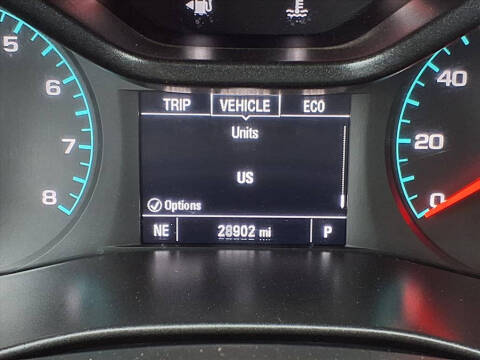 TRIP VEHICLE ECO
Units
US
Options
NE 28902 mi P
5
6
7
8
40
20
0